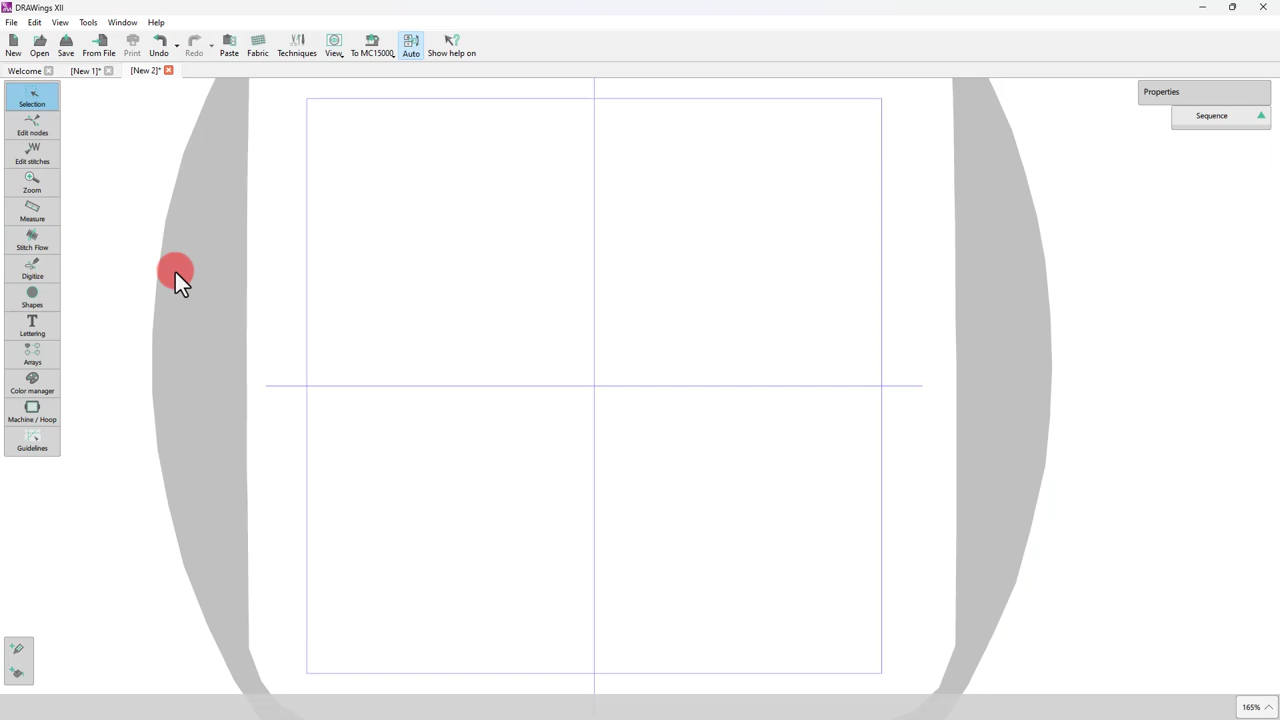 DRAWings XII
File Edit View Tools Window Help
New Open Save From File Print Undo Redo Paste Fabric Techniques View To MC15000 Auto Show help on
Welcome [New 1]* [New 2]*
Selection
Edit nodes
Edit stitches
Zoom
Measure
Stitch Flow
Digitize
Shapes
Lettering
Arrays
Color manager
Machine / Hoop
Guidelines
Properties
Sequence
165%